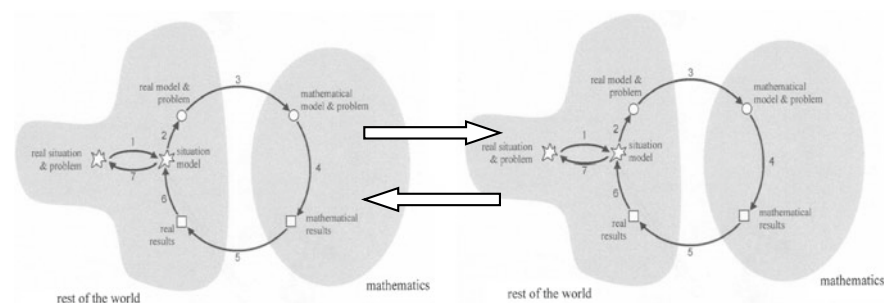 3
real model &
problem
mathematical
model & problem
2
1
real situation
& problem
situation
model
7
4
6
real
results
mathematical
results
5
mathematics
rest of the world
3
real model &
problem
mathematical
model & problem
2
1
real situation
& problem
situation
model
7
4
6
real
results
mathematical
results
5
mathematics
rest of the world